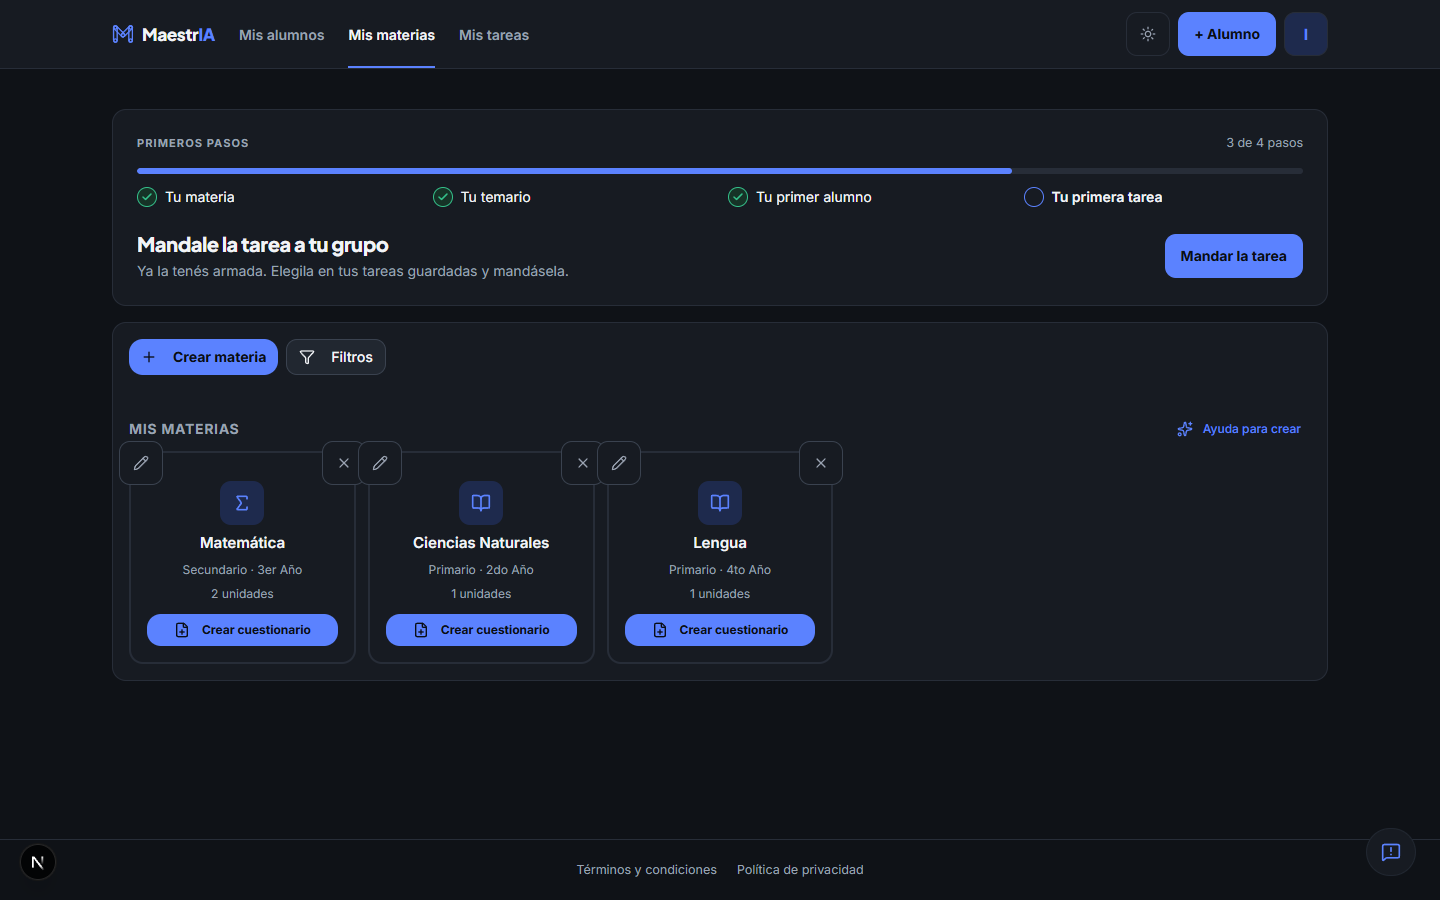 MaestrIA
Mis alumnos
Mis materias
Mis tareas
+ Alumno
I
PRIMEROS PASOS
3 de 4 pasos
Tu materia
Tu temario
Tu primer alumno
Tu primera tarea
Mandale la tarea a tu grupo
Ya la tenés armada. Elegila en tus tareas guardadas y mandásela.
Mandar la tarea
Crear materia
Filtros
MIS MATERIAS
Ayuda para crear
Matemática
Secundario · 3er Año
2 unidades
Crear cuestionario
Ciencias Naturales
Primario · 2do Año
1 unidades
Crear cuestionario
Lengua
Primario · 4to Año
1 unidades
Crear cuestionario
N
Términos y condiciones
Política de privacidad